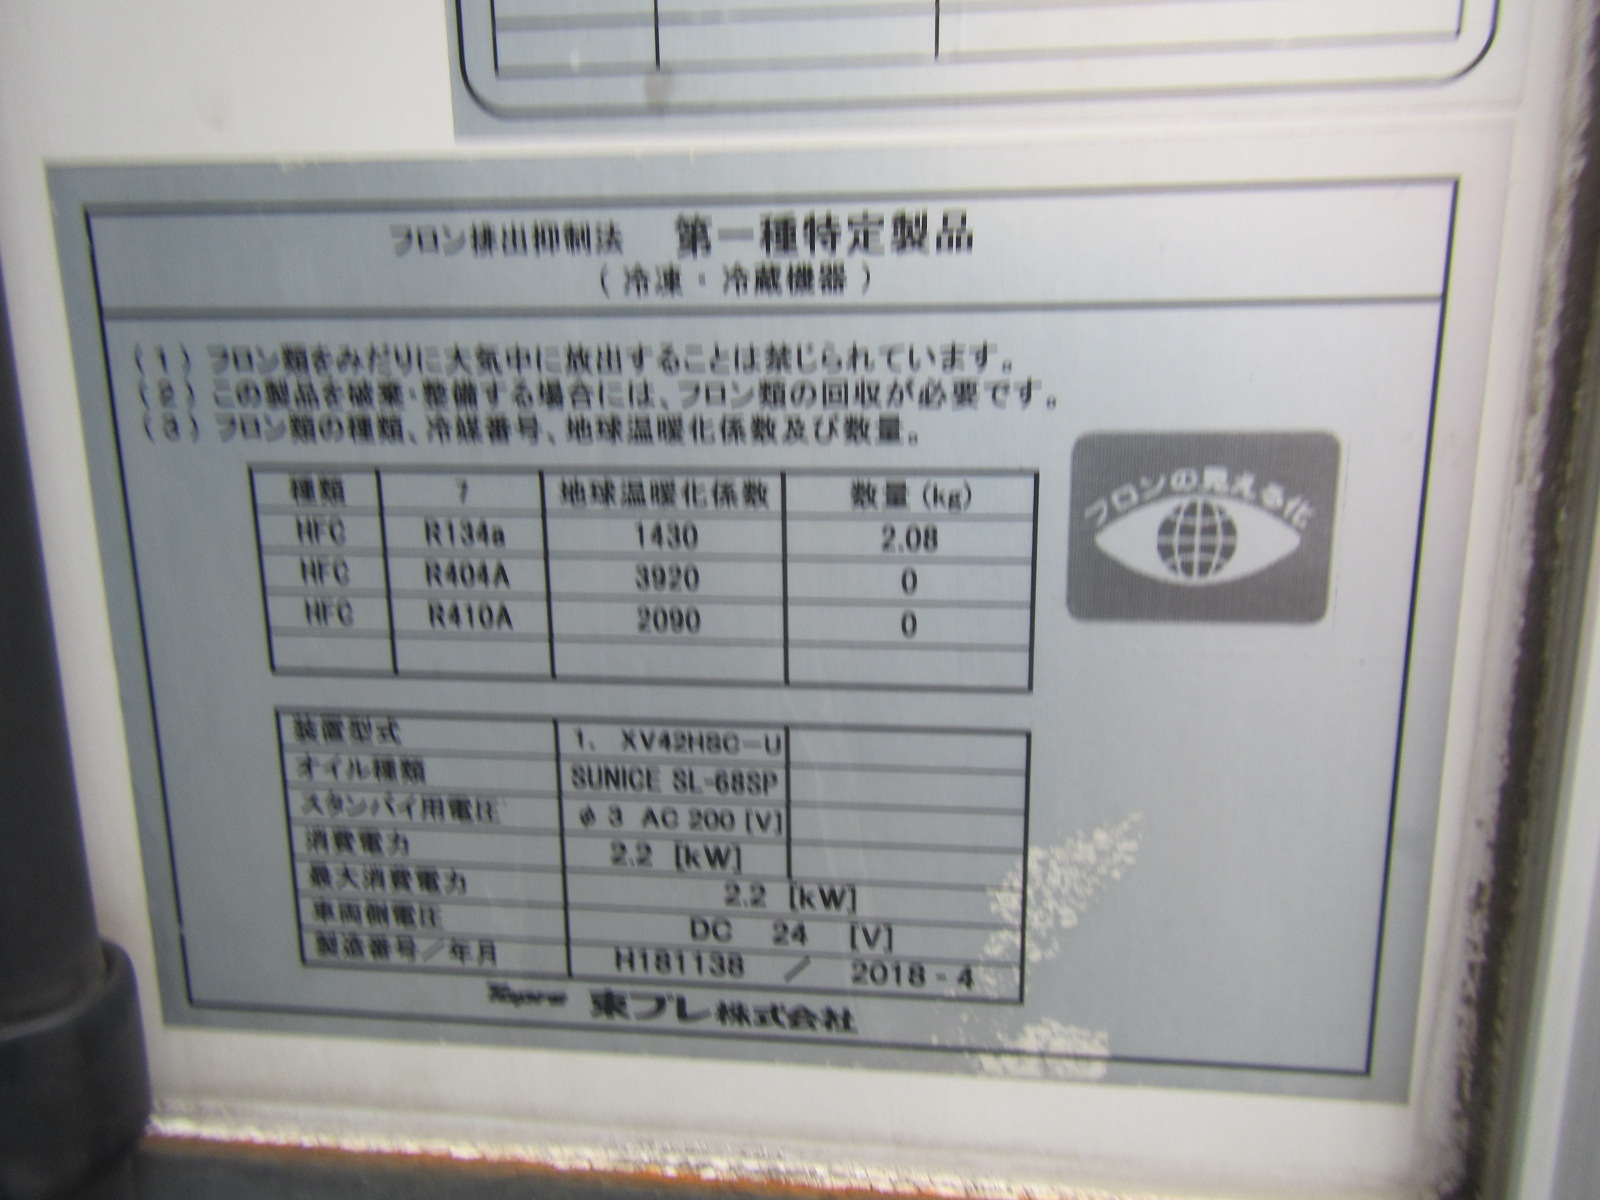 フロン排出抑制法 第一種特定製品
(冷凍・冷蔵機器)
(1) フロン類をみだりに大気中に放出することは禁じられています。
(2) この製品を破棄・整備する場合には、フロン類の回収が必要です。
(3) フロン類の種類、冷媒番号、地球温暖化係数及び数量。
フロンの見える化
種類 地球温暖化係数 数量(kg)
HFC R134a 1430 2.08
HFC R404A 3920 0
HFC R410A 2090 0
装置型式 1. XV42HSC-U
オイル種類 SUNICE SL-68SP
スタンバイ用電圧 φ3 AC 200 [V]
消費電力 2.2 [kW]
最大消費電力 2.2 [kW]
車両側電圧 DC 24 [V]
製造番号/年月 H181138 / 2018-4
Topre 東プレ株式会社